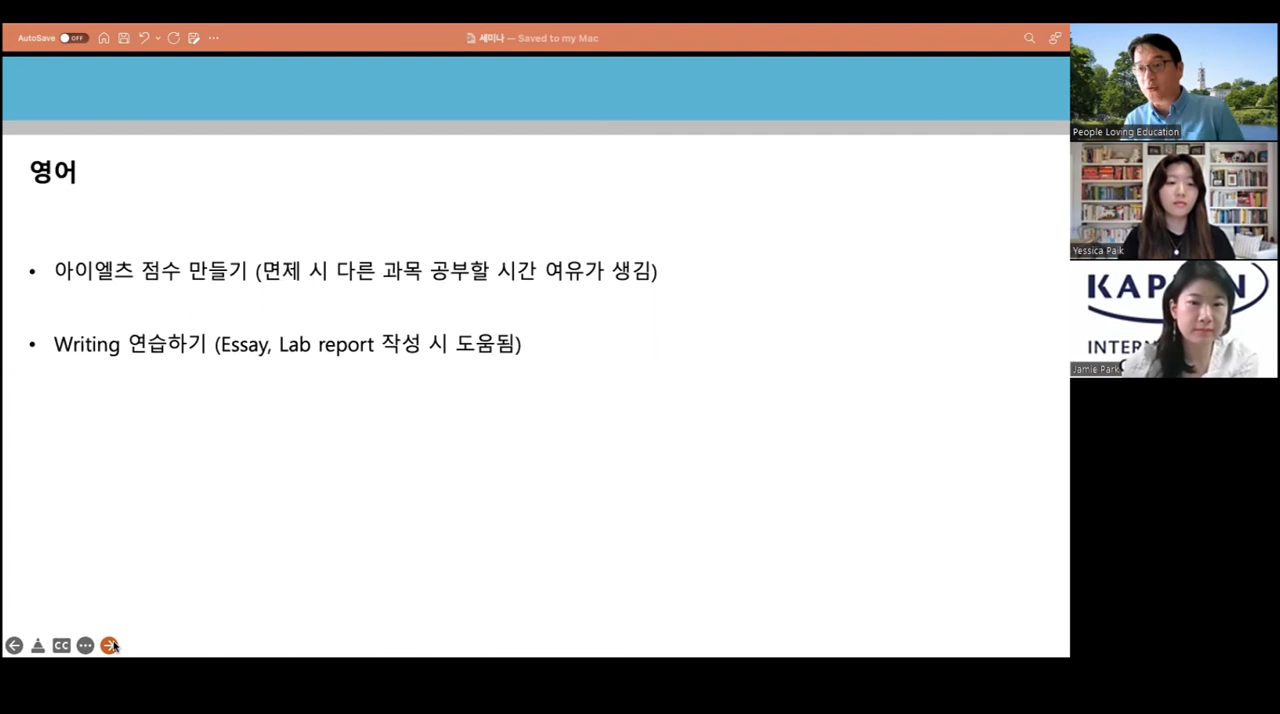 AutoSave OFF
세미나 — Saved to my Mac
영어
• 아이엘츠 점수 만들기 (면제 시 다른 과목 공부할 시간 여유가 생김)
• Writing 연습하기 (Essay, Lab report 작성 시 도움됨)
CC
People Loving Education
Yessica Paik
KAP N
INTERN
Jamie Park